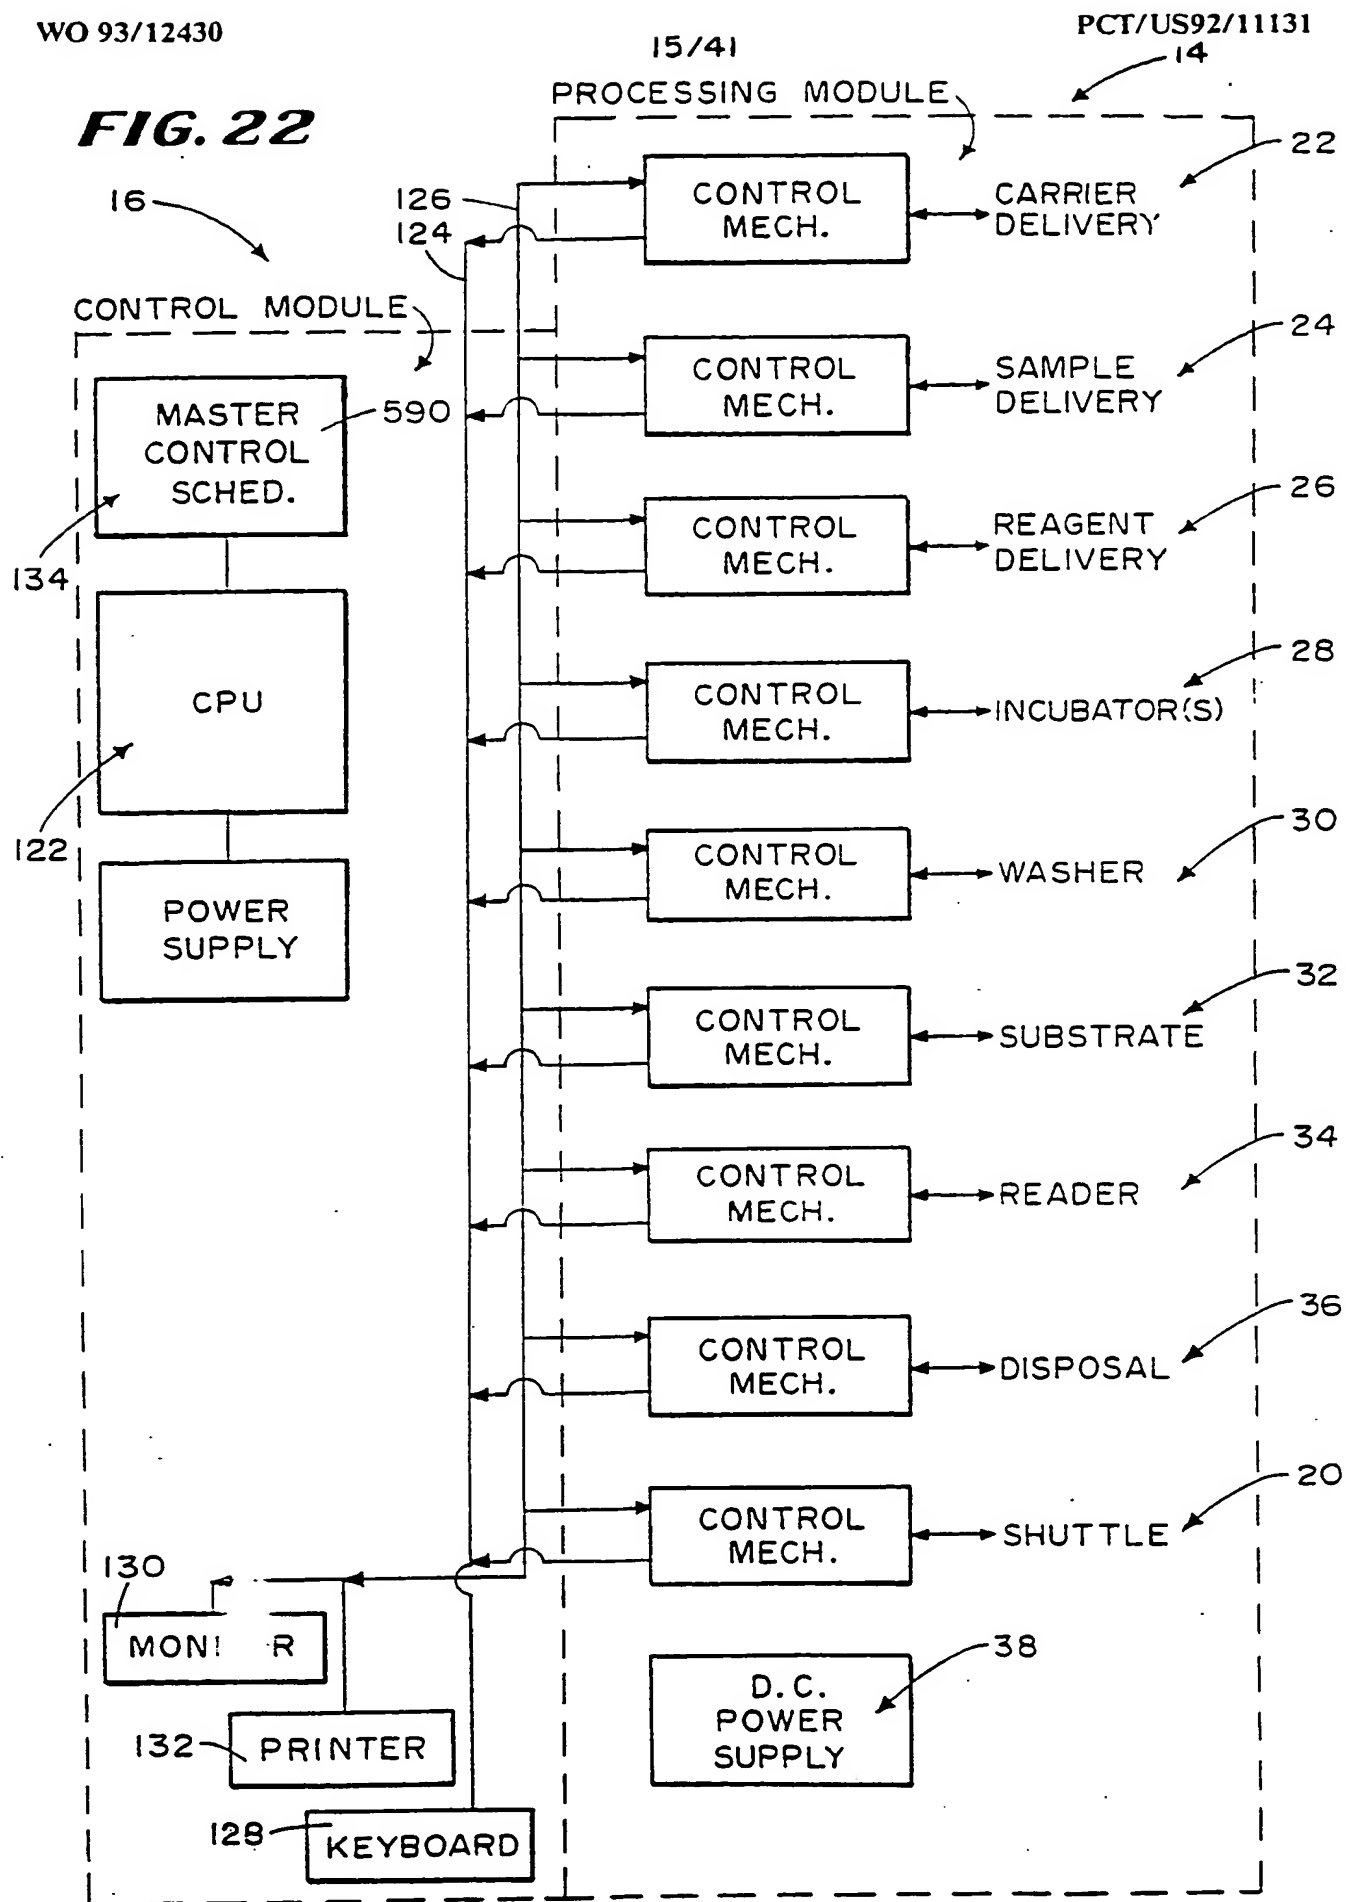 WO 93/12430
PCT/US92/11131
15/41
14
PROCESSING MODULE
FIG. 22
22
16
126
124
CONTROL
MECH.
CARRIER
DELIVERY
CONTROL MODULE
24
CONTROL
MECH.
SAMPLE
DELIVERY
MASTER
CONTROL
SCHED.
590
134
26
CONTROL
MECH.
REAGENT
DELIVERY
28
CPU
CONTROL
MECH.
INCUBATOR(S)
122
30
CONTROL
MECH.
WASHER
POWER
SUPPLY
32
CONTROL
MECH.
SUBSTRATE
34
CONTROL
MECH.
READER
36
CONTROL
MECH.
DISPOSAL
20
CONTROL
MECH.
SHUTTLE
130
38
D.C.
POWER
SUPPLY
132
PRINTER
128
KEYBOARD